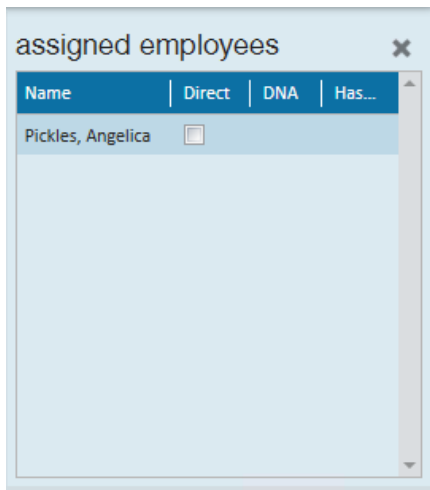 assigned employees
Name Direct DNA Has...
Pickles, Angelica